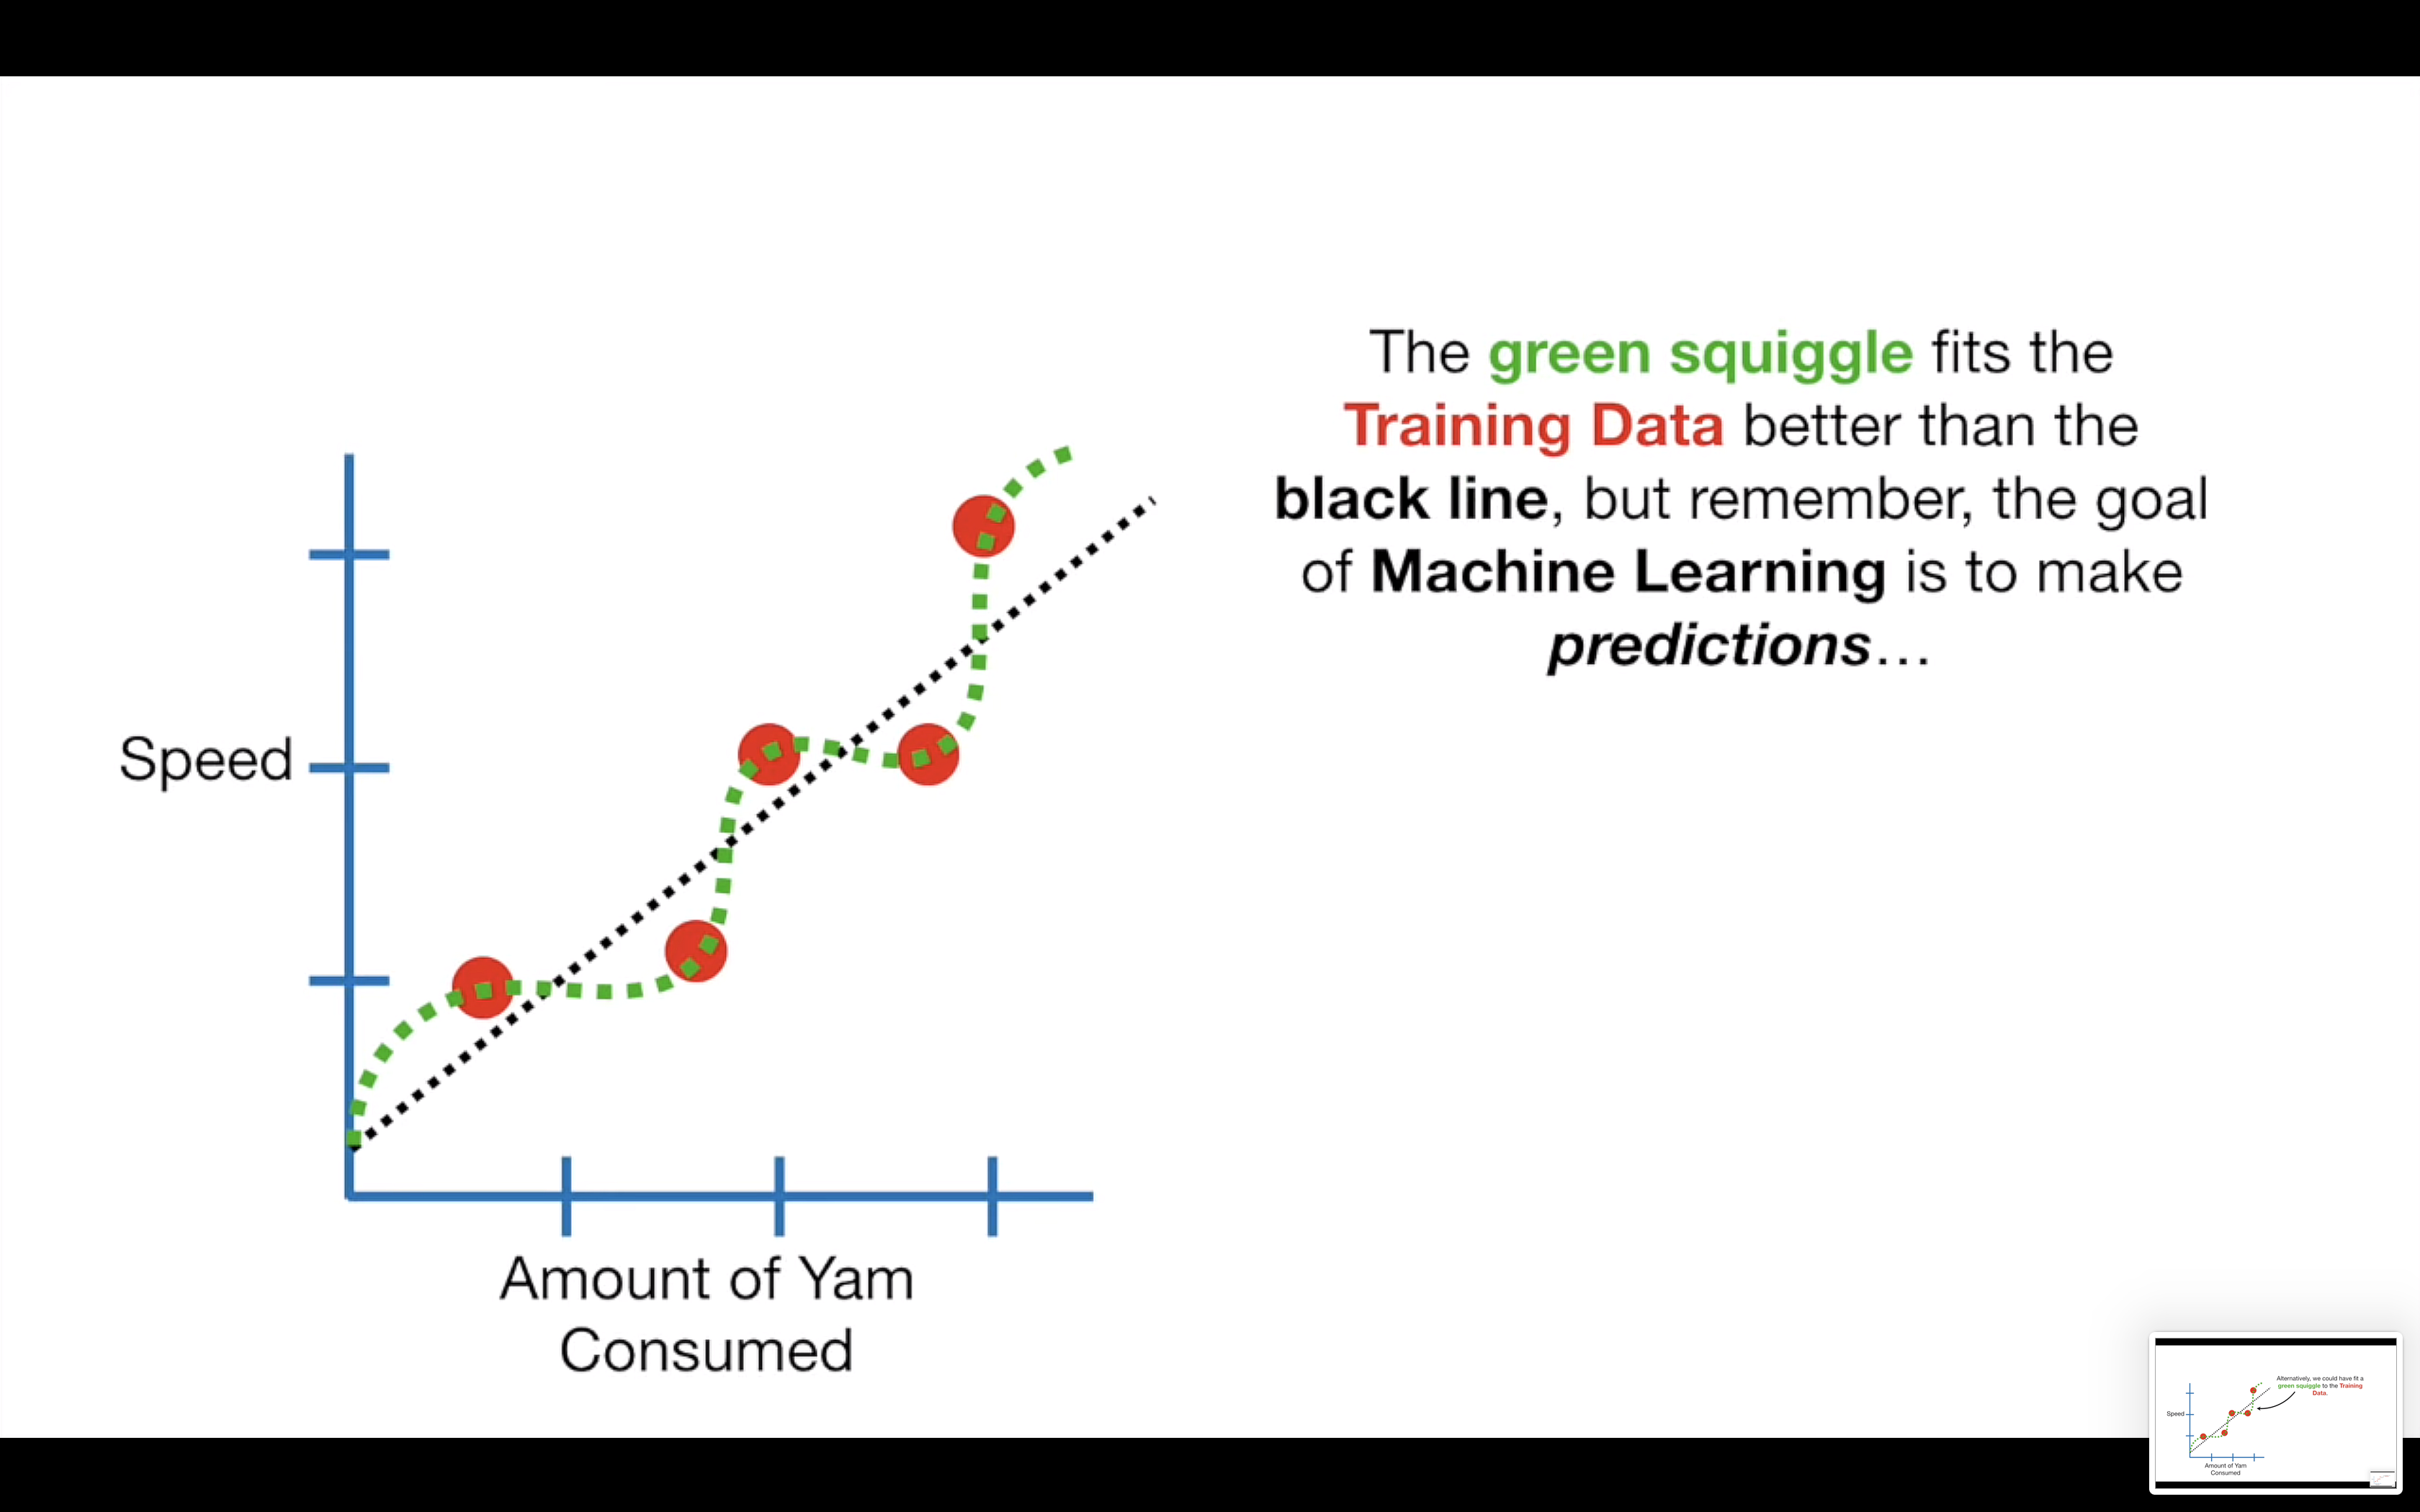 The green squiggle fits the
Training Data better than the
black line, but remember, the goal
of Machine Learning is to make
predictions...
Speed
Amount of Yam
Consumed
Alternatively, we could have fit a
green squiggle to the Training
Data.
Speed
Amount of Yam
Consumed